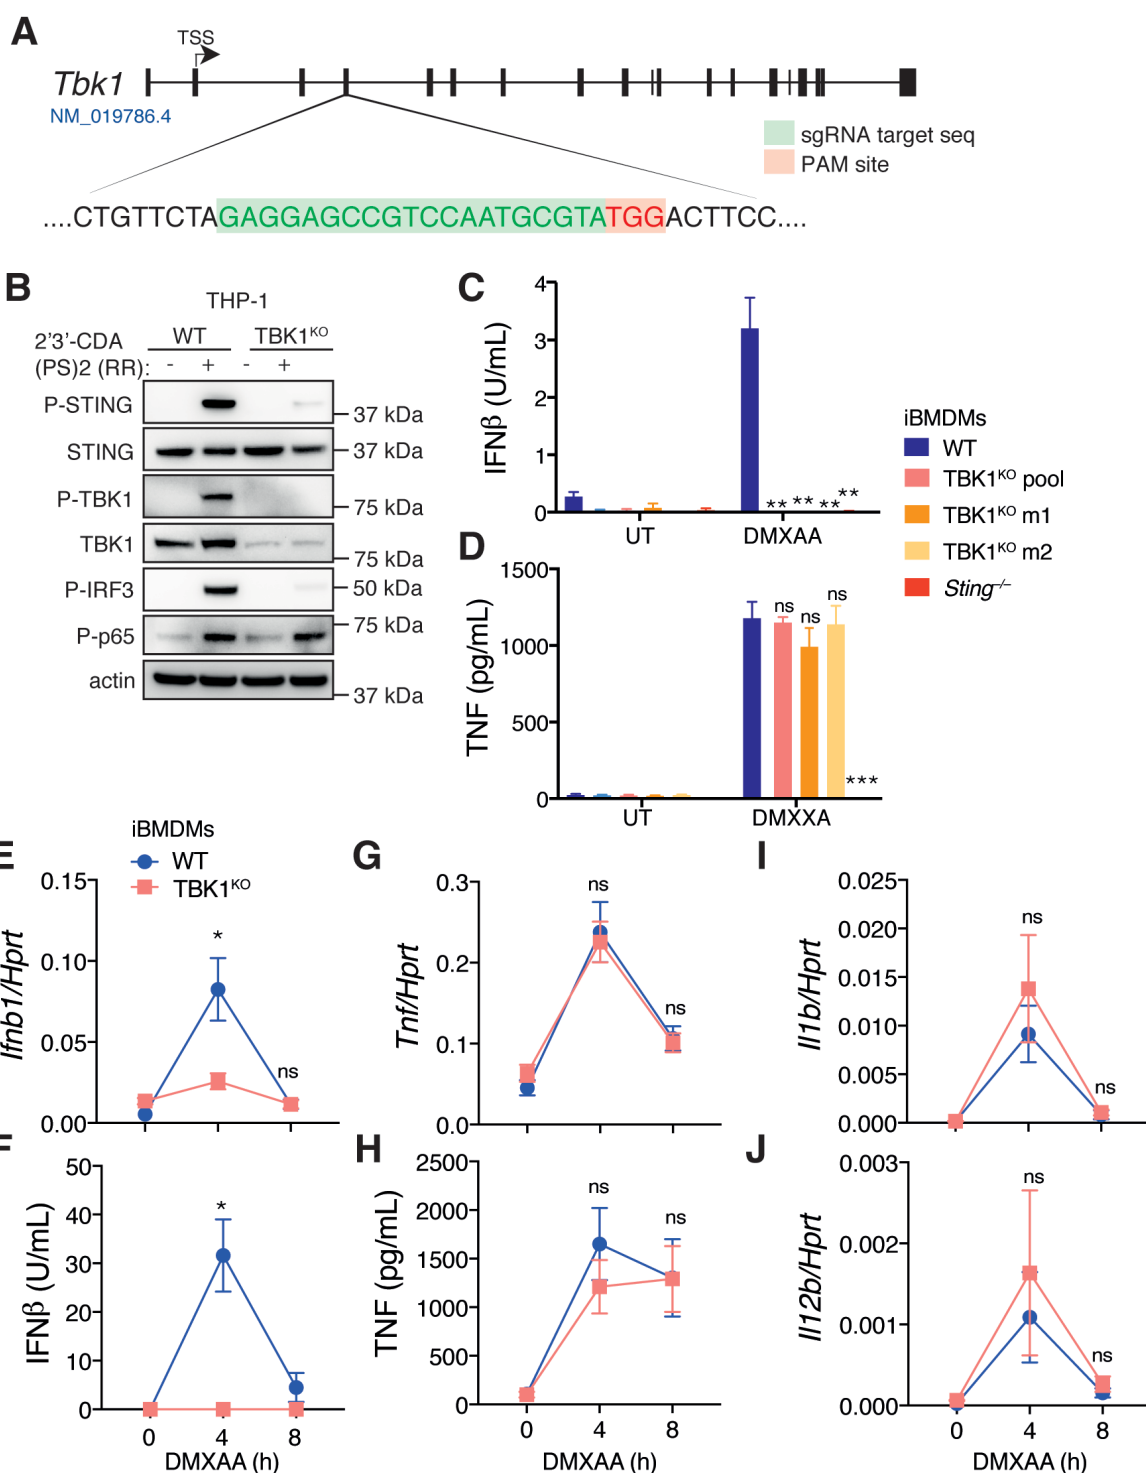 A
TSS
Tbk1
NM_019786.4
sgRNA target seq
PAM site
....CTGTTCTAGAGGAGCCGTCCAATGCGTATGGACTTCC....
B
THP-1
2'3'-CDA WT TBK1KO
(PS)2 (RR): - + - +
P-STING 37 kDa
STING 37 kDa
P-TBK1 75 kDa
TBK1 75 kDa
P-IRF3 50 kDa
P-p65 75 kDa
actin 37 kDa
C
IFNβ (U/mL)
4
3
2
1
0
** ** ** **
UT DMXAA
iBMDMs
WT
TBK1KO pool
TBK1KO m1
TBK1KO m2
Sting–/–
D
TNF (pg/mL)
1500
1000
500
0
ns ns ns ***
UT DMXXA
iBMDMs
WT
TBK1KO
E
Ifnb1/Hprt
0.15
0.10
0.05
0.00
* ns
F
IFNβ (U/mL)
50
40
30
20
10
0
*
0 4 8
DMXAA (h)
G
Tnf/Hprt
0.3
0.2
0.1
0.0
ns ns
H
TNF (pg/mL)
2500
2000
1500
1000
500
0
ns ns
0 4 8
DMXAA (h)
I
Il1b/Hprt
0.025
0.020
0.015
0.010
0.005
0.000
ns ns
J
Il12b/Hprt
0.003
0.002
0.001
0.000
ns ns
0 4 8
DMXAA (h)